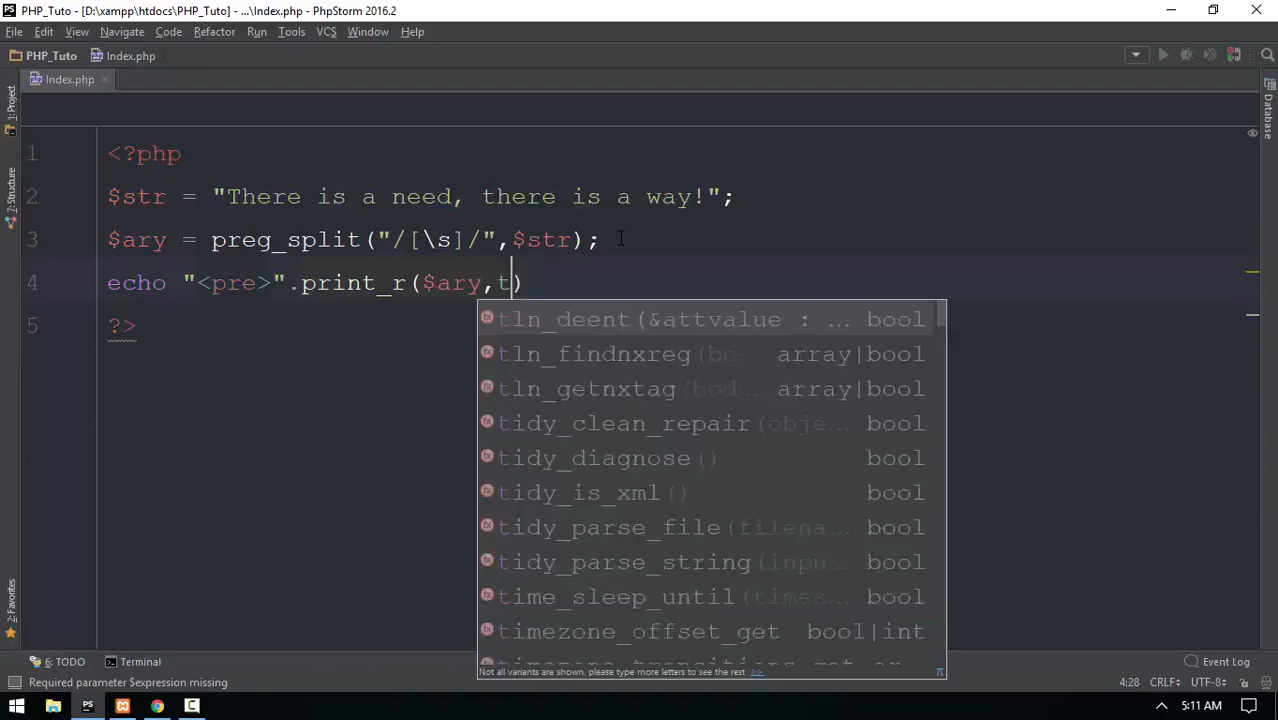 PHP_Tuto - [D:\xampp\htdocs\PHP_Tuto] - ...\Index.php - PhpStorm 2016.2
File Edit View Navigate Code Refactor Run Tools VCS Window Help
PHP_Tuto Index.php
Index.php
1: Project
Database
1 <?php
2 $str = "There is a need, there is a way!";
3 $ary = preg_split("/[\s]/",$str);
4 echo "<pre>".print_r($ary,t)
5 ?>
7: Structure
tln_deent(&attvalue : ... bool
tln_findnxreg(bo... array|bool
tln_getnxtag(bod... array|bool
tidy_clean_repair(obje... bool
tidy_diagnose() bool
tidy_is_xml() bool
tidy_parse_file(filena... bool
tidy_parse_string(inpu... bool
time_sleep_until(times... bool
timezone_offset_get bool|int
Not all variants are shown, please type more letters to see the rest >> π
2: Favorites
6: TODO Terminal Event Log
Required parameter $expression missing 4:28 CRLF÷ UTF-8÷
PS C 5:11 AM